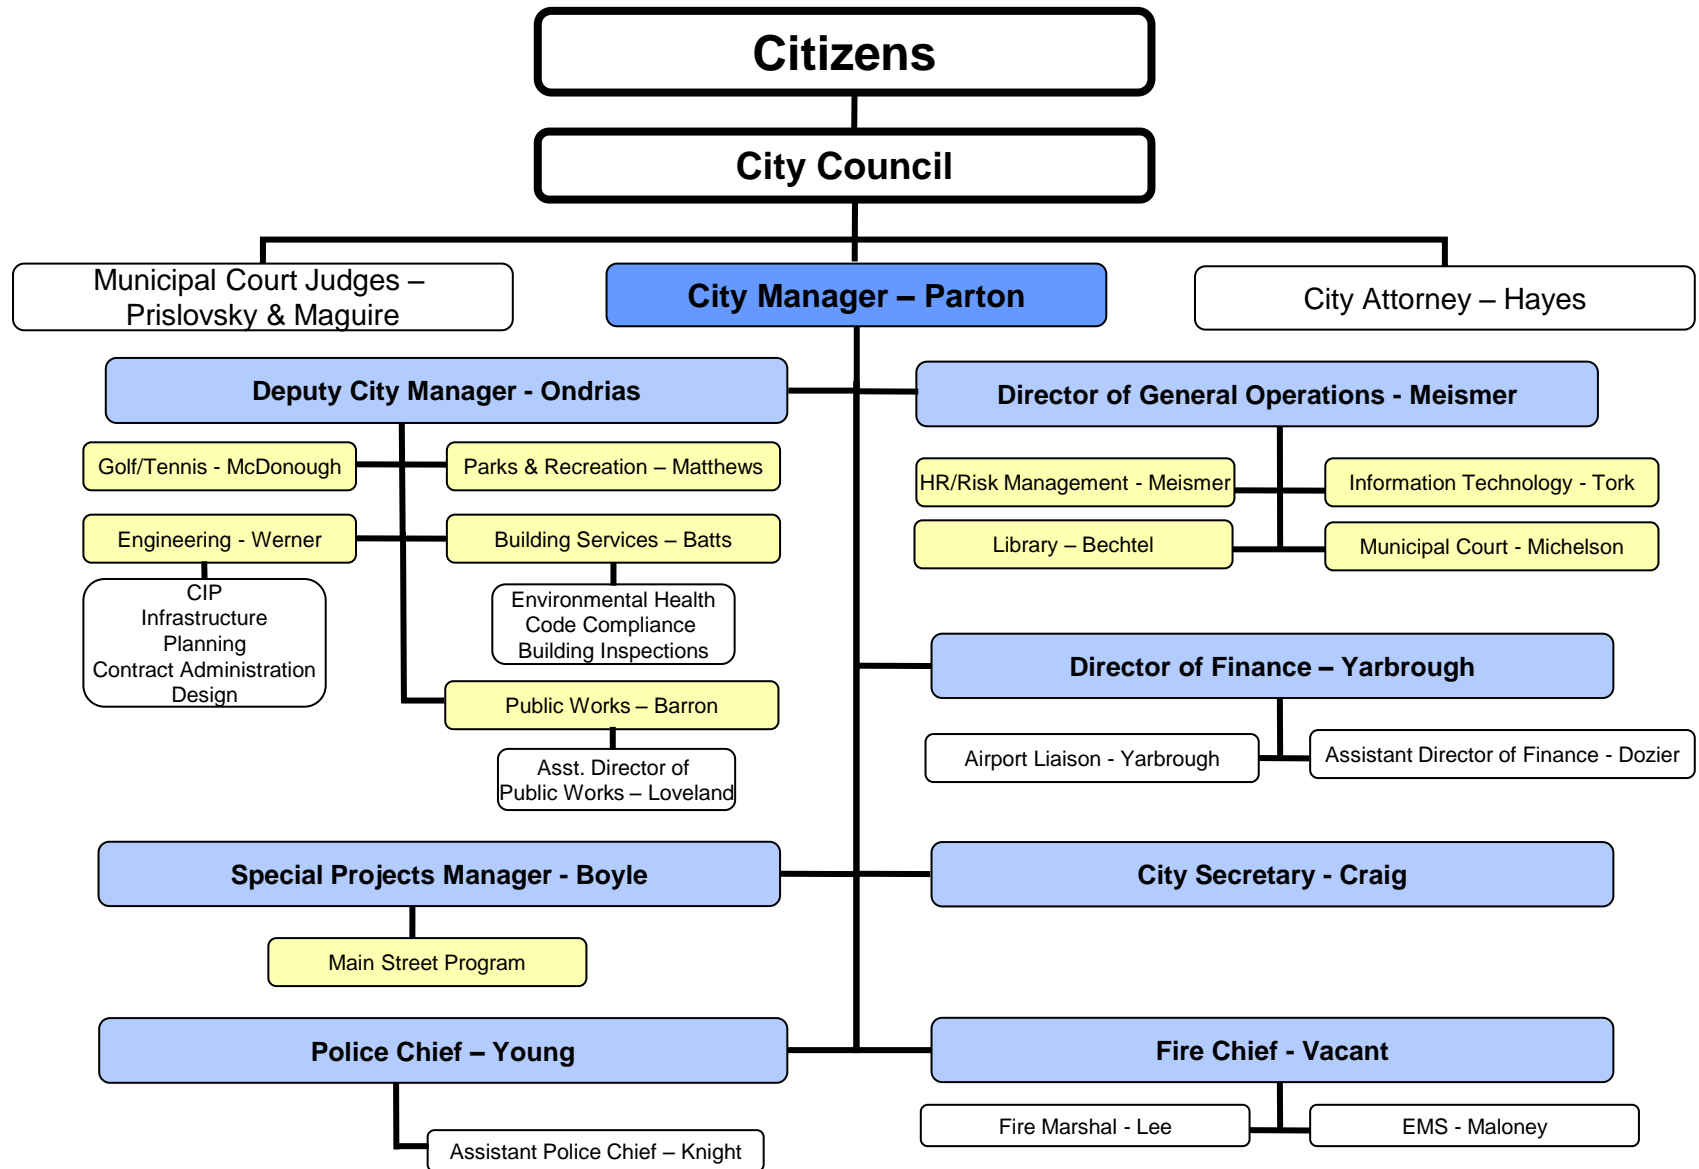 Citizens
City Council
Municipal Court Judges –
Prislovsky & Maguire
City Manager – Parton
City Attorney – Hayes
Deputy City Manager - Ondrias
Director of General Operations - Meismer
Golf/Tennis - McDonough
Parks & Recreation – Matthews
HR/Risk Management - Meismer
Information Technology - Tork
Engineering - Werner
Building Services – Batts
Library – Bechtel
Municipal Court - Michelson
CIP
Infrastructure
Planning
Contract Administration
Design
Environmental Health
Code Compliance
Building Inspections
Director of Finance – Yarbrough
Public Works – Barron
Airport Liaison - Yarbrough
Assistant Director of Finance - Dozier
Asst. Director of
Public Works – Loveland
Special Projects Manager - Boyle
City Secretary - Craig
Main Street Program
Police Chief – Young
Fire Chief - Vacant
Fire Marshal - Lee
EMS - Maloney
Assistant Police Chief – Knight